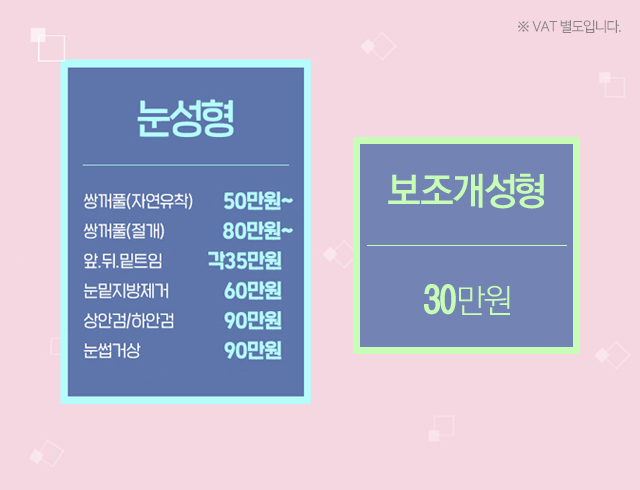 ※ VAT 별도입니다.
눈성형
쌍꺼풀(자연유착) 50만원~
쌍꺼풀(절개) 80만원~
앞.뒤.밑트임 각35만원
눈밑지방제거 60만원
상안검/하안검 90만원
눈썹거상 90만원
보조개성형
30만원